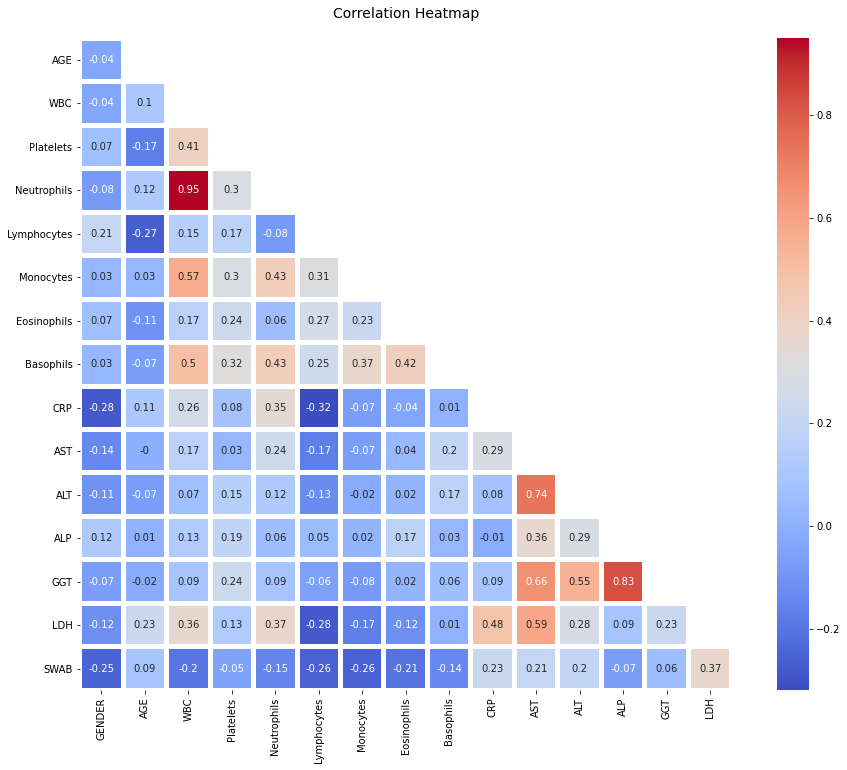 Correlation Heatmap
AGE -0.04
WBC -0.04 0.1
Platelets 0.07 -0.17 0.41
Neutrophils -0.08 0.12 0.95 0.3
Lymphocytes 0.21 -0.27 0.15 0.17 -0.08
Monocytes 0.03 0.03 0.57 0.3 0.43 0.31
Eosinophils 0.07 -0.11 0.17 0.24 0.06 0.27 0.23
Basophils 0.03 -0.07 0.5 0.32 0.43 0.25 0.37 0.42
CRP -0.28 0.11 0.26 0.08 0.35 -0.32 -0.07 -0.04 0.01
AST -0.14 -0 0.17 0.03 0.24 -0.17 -0.07 0.04 0.2 0.29
ALT -0.11 -0.07 0.07 0.15 0.12 -0.13 -0.02 0.02 0.17 0.08 0.74
ALP 0.12 0.01 0.13 0.19 0.06 0.05 0.02 0.17 0.03 -0.01 0.36 0.29
GGT -0.07 -0.02 0.09 0.24 0.09 -0.06 -0.08 0.02 0.06 0.09 0.66 0.55 0.83
LDH -0.12 0.23 0.36 0.13 0.37 -0.28 -0.17 -0.12 0.01 0.48 0.59 0.28 0.09 0.23
SWAB -0.25 0.09 -0.2 -0.05 -0.15 -0.26 -0.26 -0.21 -0.14 0.23 0.21 0.2 -0.07 0.06 0.37
GENDER AGE WBC Platelets Neutrophils Lymphocytes Monocytes Eosinophils Basophils CRP AST ALT ALP GGT LDH
0.8
0.6
0.4
0.2
0.0
−0.2